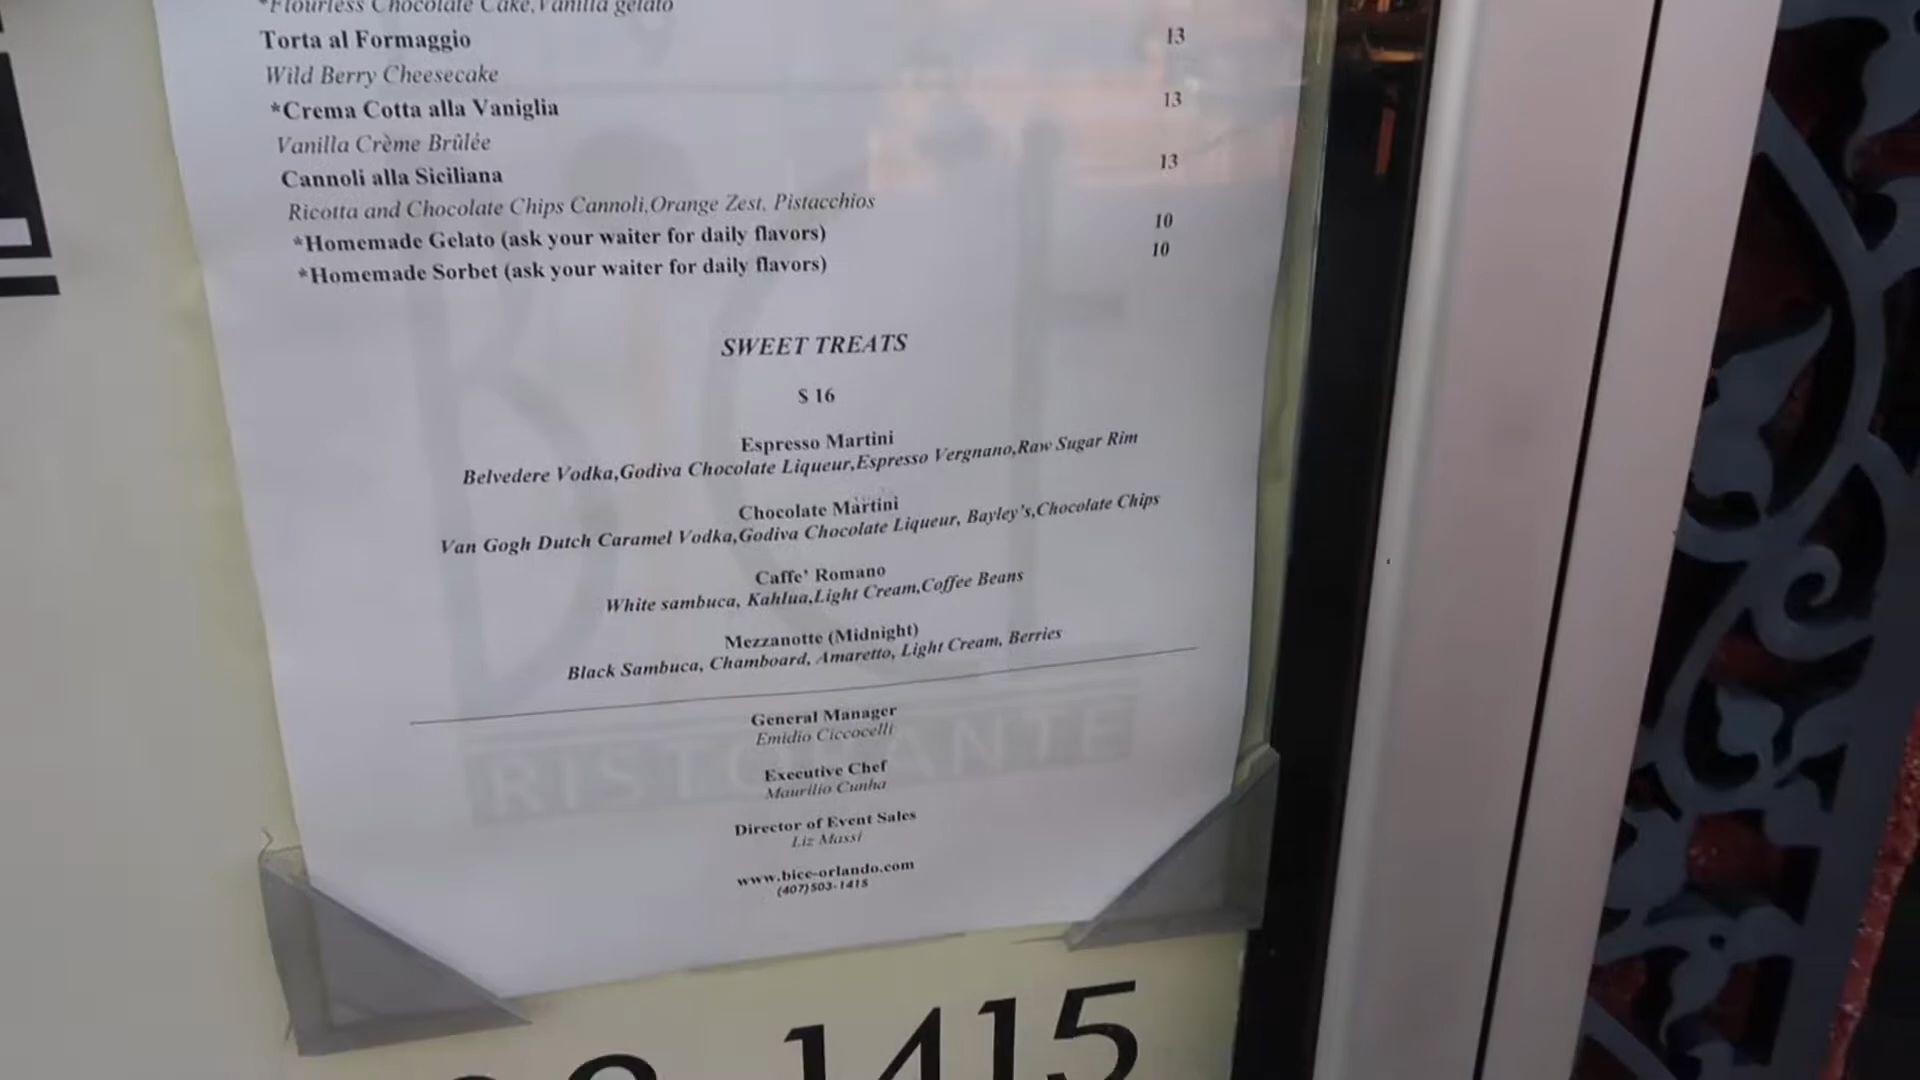 *Flourless Chocolate Cake,Vanilla gelato
Torta al Formaggio 13
Wild Berry Cheesecake
*Crema Cotta alla Vaniglia 13
Vanilla Crème Brûlée
Cannoli alla Siciliana 13
Ricotta and Chocolate Chips Cannoli,Orange Zest, Pistacchios
*Homemade Gelato (ask your waiter for daily flavors) 10
*Homemade Sorbet (ask your waiter for daily flavors) 10
SWEET TREATS
$ 16
Espresso Martini
Belvedere Vodka,Godiva Chocolate Liqueur,Espresso Vergnano,Raw Sugar Rim
Chocolate Martini
Van Gogh Dutch Caramel Vodka,Godiva Chocolate Liqueur, Bayley's,Chocolate Chips
Caffe' Romano
White sambuca, Kahlua,Light Cream,Coffee Beans
Mezzanotte (Midnight)
Black Sambuca, Chamboard, Amaretto, Light Cream, Berries
General Manager
Emidio Ciccocelli
RISTORANTE
Executive Chef
Maurilio Cunha
Director of Event Sales
Liz Massi
www.bice-orlando.com
(407)503-1415
1415